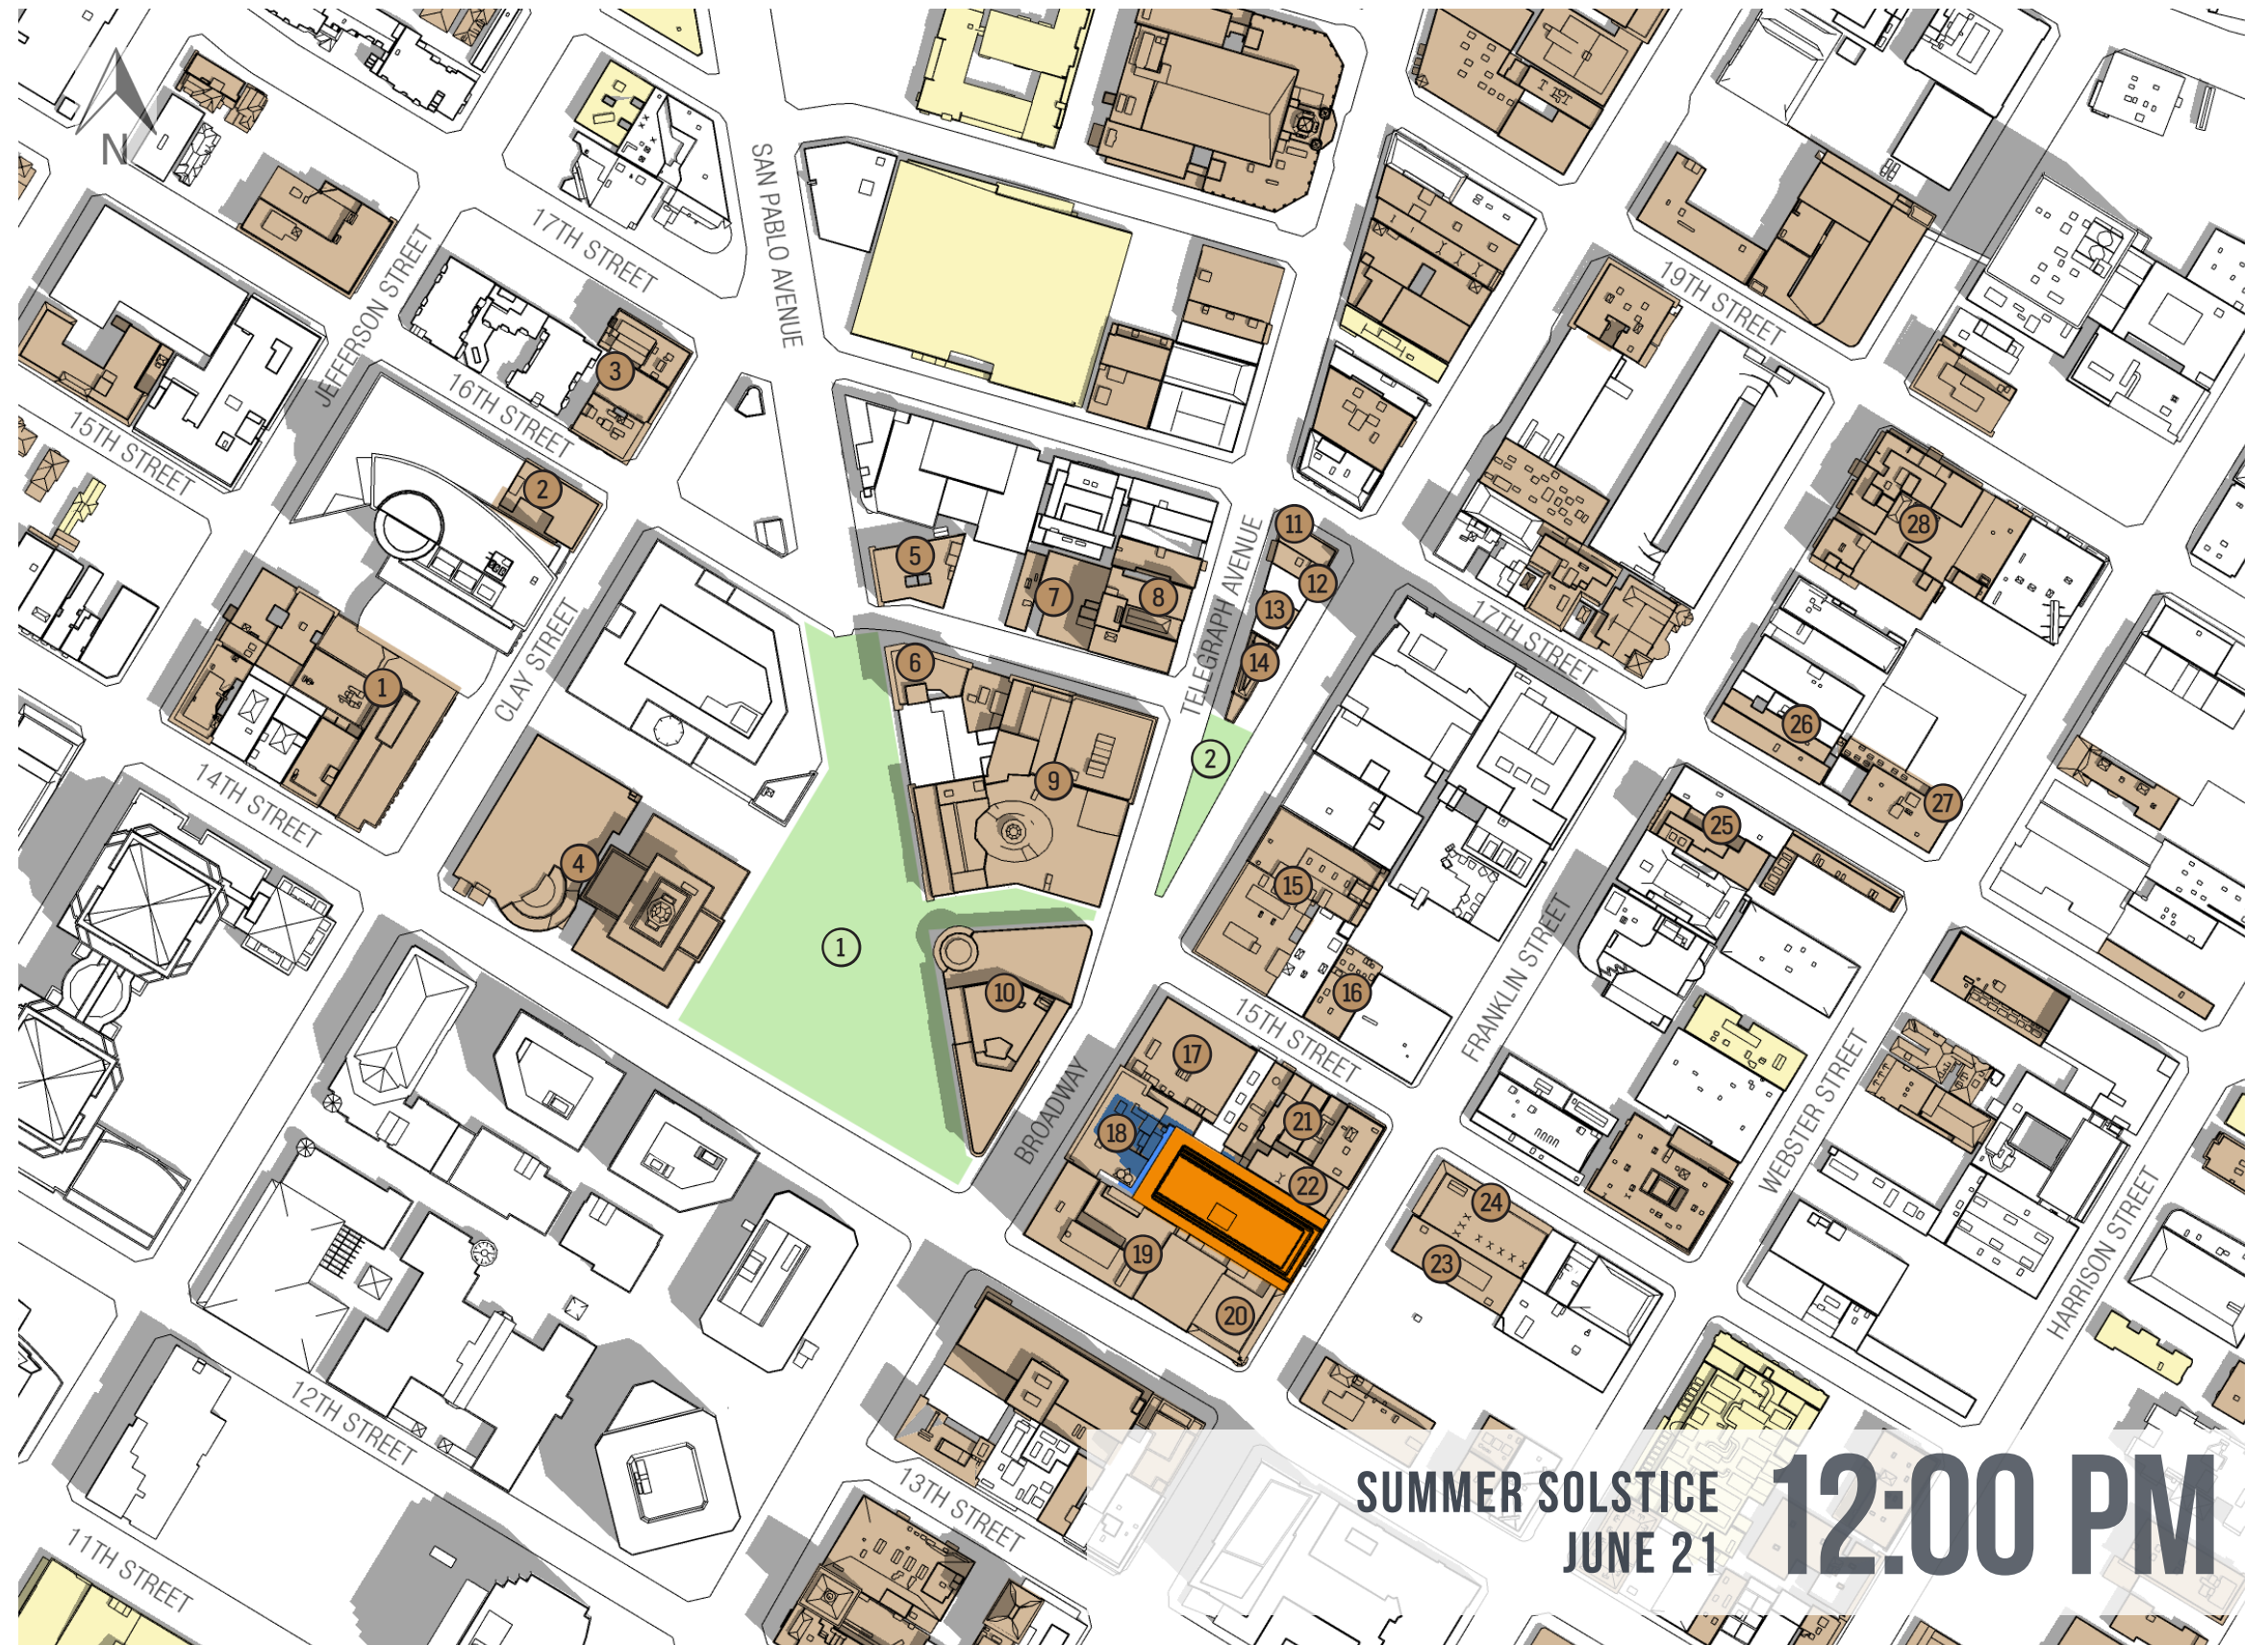 N
SAN PABLO AVENUE
17TH STREET
JEFFERSON STREET
19TH STREET
3
16TH STREET
15TH STREET
2
28
11
5
TELEGRAPH AVENUE
12
7
8
13
17TH STREET
CLAY STREET
6
14
1
26
2
9
14TH STREET
27
25
4
15
FRANKLIN STREET
1
10
16
15TH STREET
17
BROADWAY
WEBSTER STREET
21
18
22
24
HARRISON STREET
19
23
20
12TH STREET
13TH STREET
11TH STREET
SUMMER SOLSTICE
JUNE 21
12:00 PM